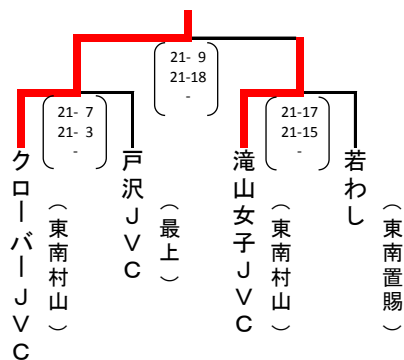 21- 9
21-18
-
21- 7
21- 3
-
21-17
21-15
-
クローバーJVC
（東南村山）
戸沢JVC
（最上）
滝山女子JVC
（東南村山）
若わし
（東南置賜）